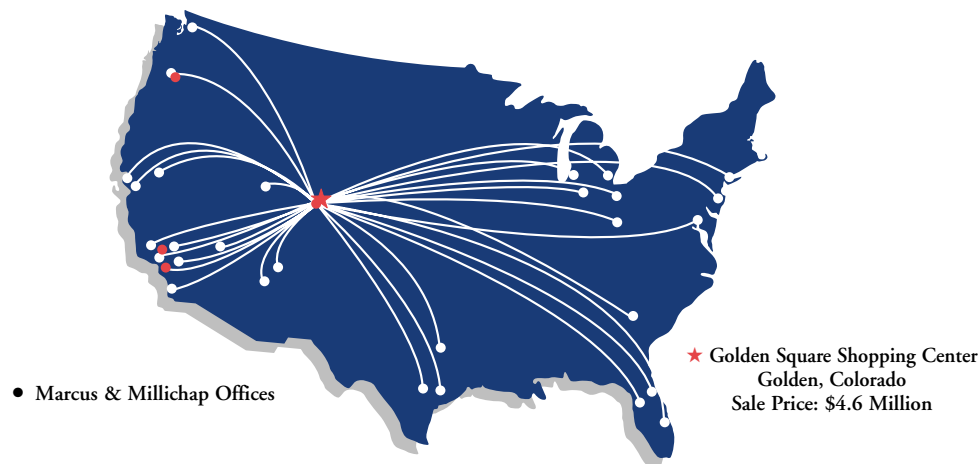 ★ Golden Square Shopping Center
Golden, Colorado
Sale Price: $4.6 Million
● Marcus & Millichap Offices